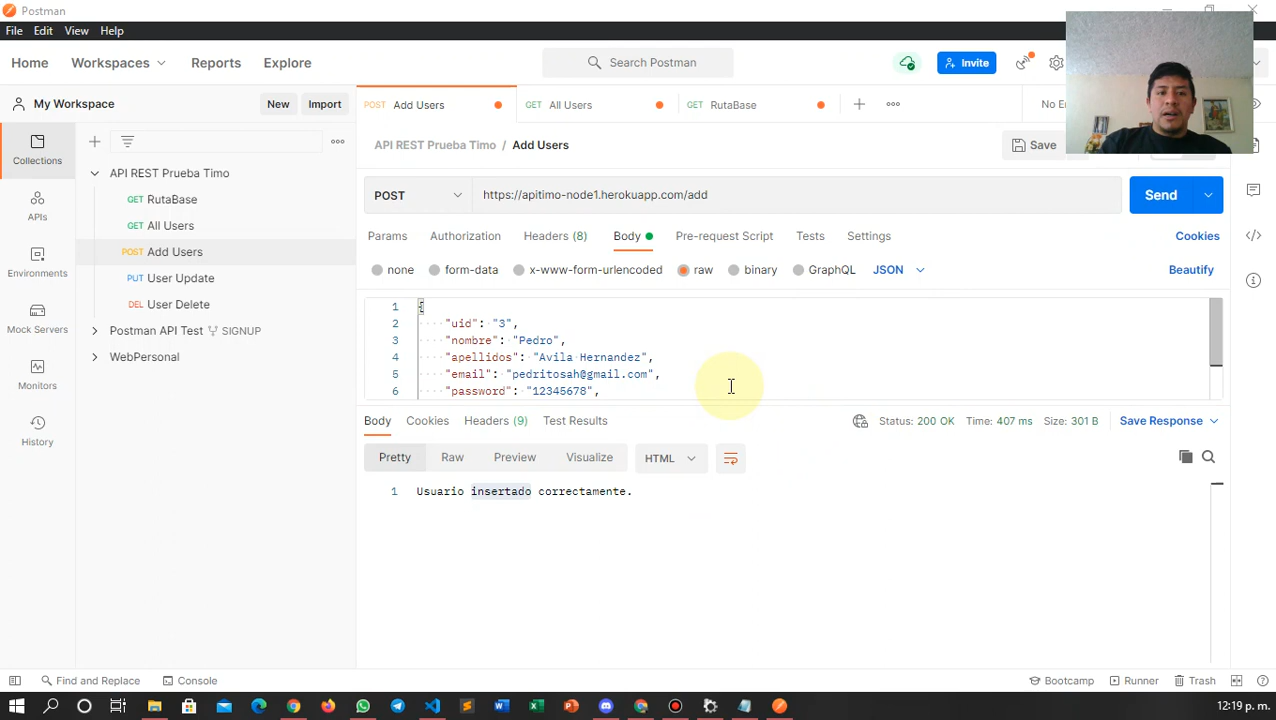 Postman
File Edit View Help
Home Workspaces Reports Explore Search Postman Invite
My Workspace New Import
POST Add Users GET All Users GET RutaBase No En
API REST Prueba Timo / Add Users Save
POST https://apitimo-node1.herokuapp.com/add Send
Params Authorization Headers (8) Body Pre-request Script Tests Settings Cookies
none form-data x-www-form-urlencoded raw binary GraphQL JSON Beautify
Collections
APIs
Environments
Mock Servers
Monitors
History
API REST Prueba Timo
GET RutaBase
GET All Users
POST Add Users
PUT User Update
DEL User Delete
Postman API Test SIGNUP
WebPersonal
1 {
2 "uid": "3",
3 "nombre": "Pedro",
4 "apellidos": "Avila Hernandez",
5 "email": "pedritosah@gmail.com",
6 "password": "12345678",
Body Cookies Headers (9) Test Results Status: 200 OK Time: 407 ms Size: 301 B Save Response
Pretty Raw Preview Visualize HTML
1 Usuario insertado correctamente.
Find and Replace Console Bootcamp Runner Trash
12:19 p. m.